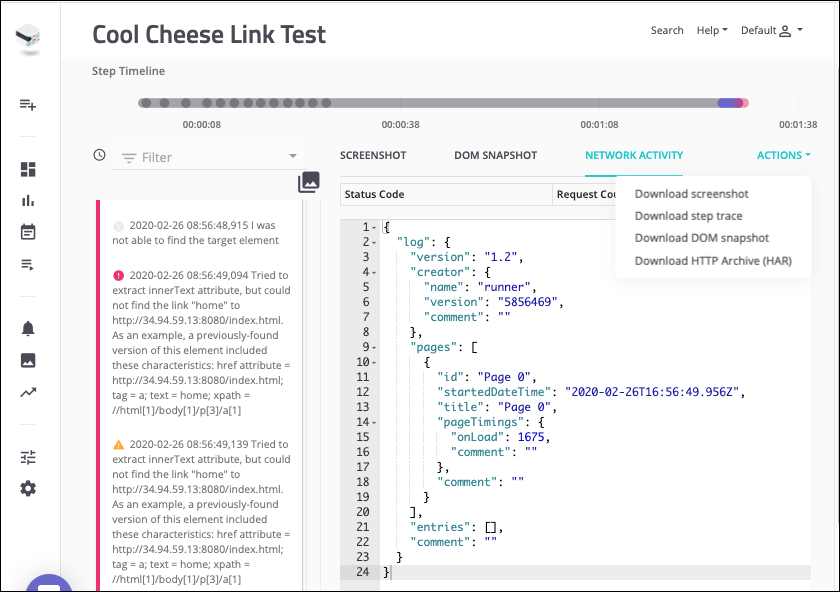 Cool Cheese Link Test
Search Help Default
Step Timeline
00:00:08 00:00:38 00:01:08 00:01:38
Filter
SCREENSHOT DOM SNAPSHOT NETWORK ACTIVITY ACTIONS
Status Code Request Cou
Download screenshot
Download step trace
Download DOM snapshot
Download HTTP Archive (HAR)
2020-02-26 08:56:48,915 I was
not able to find the target element
2020-02-26 08:56:49,094 Tried to
extract innerText attribute, but could
not find the link "home" to
http://34.94.59.13:8080/index.html.
As an example, a previously-found
version of this element included
these characteristics: href attribute =
http://34.94.59.13:8080/index.html;
tag = a; text = home; xpath =
//html[1]/body[1]/p[3]/a[1]
2020-02-26 08:56:49,139 Tried to
extract innerText attribute, but could
not find the link "home" to
http://34.94.59.13:8080/index.html.
As an example, a previously-found
version of this element included
these characteristics: href attribute =
http://34.94.59.13:8080/index.html;
tag = a; text = home; xpath =
//html[1]/body[1]/p[3]/a[1]
1 {
2 "log": {
3 "version": "1.2",
4 "creator": {
5 "name": "runner",
6 "version": "5856469",
7 "comment": ""
8 },
9 "pages": [
10 {
11 "id": "Page 0",
12 "startedDateTime": "2020-02-26T16:56:49.956Z",
13 "title": "Page 0",
14 "pageTimings": {
15 "onLoad": 1675,
16 "comment": ""
17 },
18 "comment": ""
19 }
20 ],
21 "entries": [],
22 "comment": ""
23 }
24 }